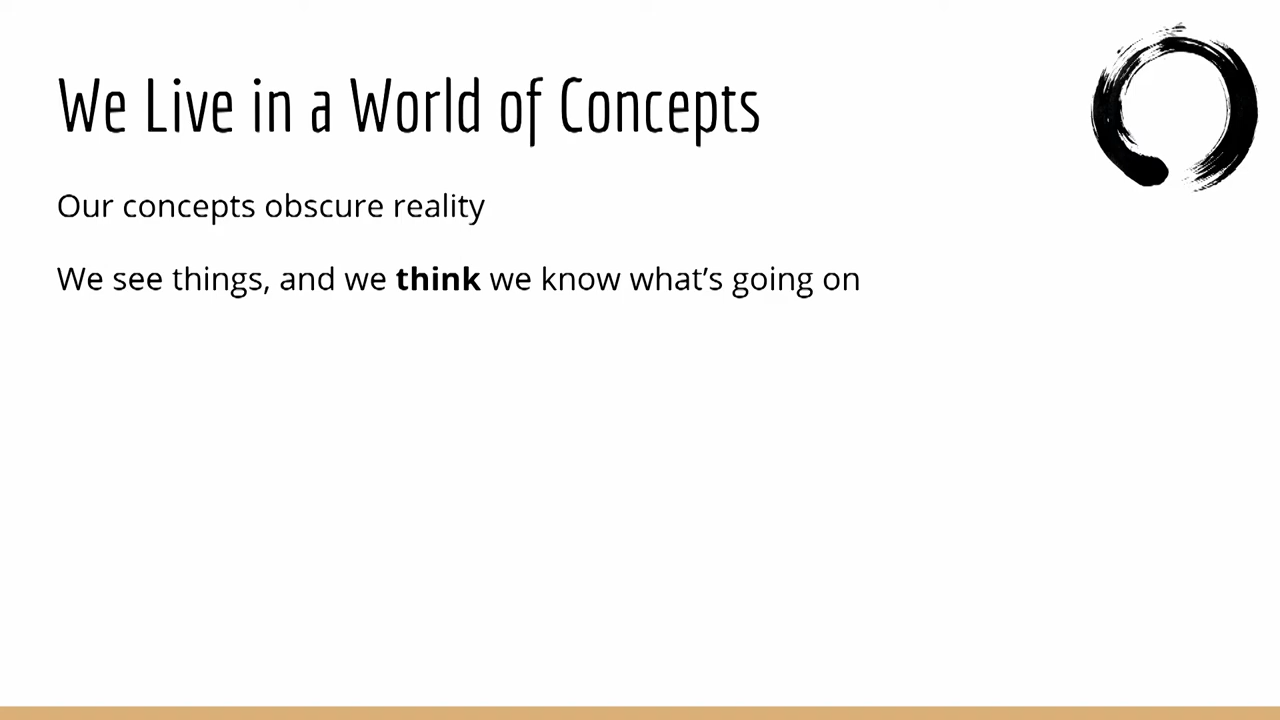 We Live in a World of Concepts
Our concepts obscure reality
We see things, and we think we know what’s going on